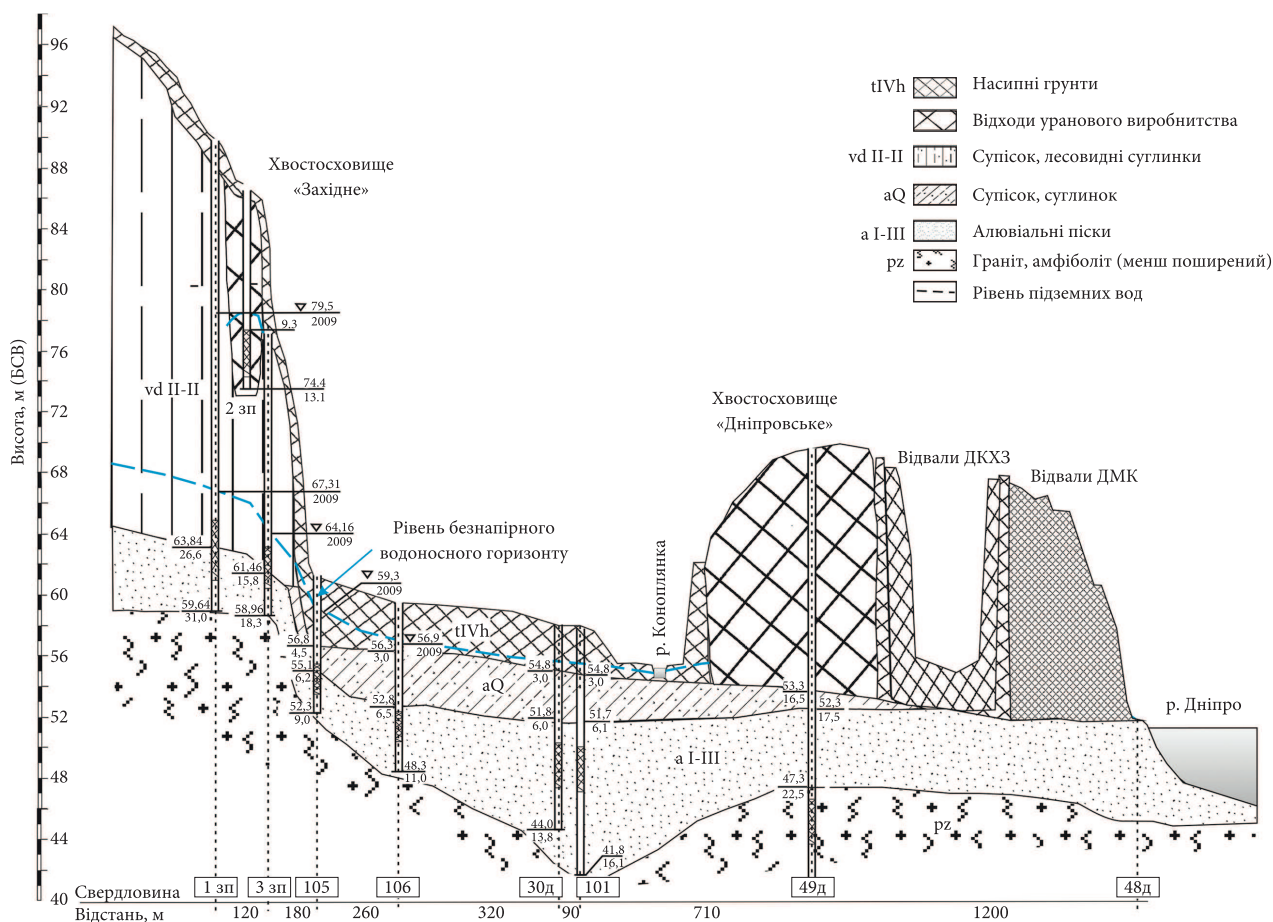 Висота, м (БСВ)
96
92
88
84
80
76
72
68
64
60
56
52
48
44
40
tIVh
Насипні грунти
Відходи уранового виробнитства
vd II-II
Супісок, лесовидні суглинки
aQ
Супісок, суглинок
a I-III
Алювіальні піски
pz
Граніт, амфіболіт (менш поширений)
Рівень підземних вод
Хвостосховище
«Західне»
79,5
2009
9.3
74.4
13.1
vd II-II
2 зп
67,31
2009
64,16
2009
63,84
26,6
61,46
15,8
59,64
31,0
58,96
18,3
Рівень безнапірного
водоносного горизонту
59,3
2009
56,8
4,5
55,1
6,2
52,3
9,0
56,3
3,0
56,9
2009
52,8
6,5
48,3
11,0
tIVh
aQ
a I-III
54,8
3,0
54,8
3,0
51,8
6,0
51,7
6,1
44,0
13,8
41,8
16,1
р. Коноплянка
Хвостосховище
«Дніпровське»
Відвали ДКХЗ
Відвали ДМК
53,3
16,5
52,3
17,5
47,3
22,5
pz
р. Дніпро
Свердловина
1 зп
3 зп
105
106
30д
101
49д
48д
Відстань, м
120
180
260
320
90
710
1200